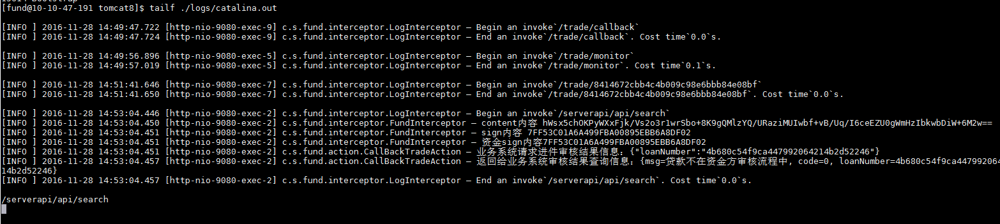 [fund@10-10-47-191 tomcat8]$ tailf ./logs/catalina.out
[INFO ] 2016-11-28 14:49:47.722 [http-nio-9080-exec-9] c.s.fund.interceptor.LogInterceptor – Begin an invoke`/trade/callback`
[INFO ] 2016-11-28 14:49:47.724 [http-nio-9080-exec-9] c.s.fund.interceptor.LogInterceptor – End an invoke`/trade/callback`. Cost time`0.0`s.
[INFO ] 2016-11-28 14:49:56.896 [http-nio-9080-exec-5] c.s.fund.interceptor.LogInterceptor – Begin an invoke`/trade/monitor`
[INFO ] 2016-11-28 14:49:57.019 [http-nio-9080-exec-5] c.s.fund.interceptor.LogInterceptor – End an invoke`/trade/monitor`. Cost time`0.1`s.
[INFO ] 2016-11-28 14:51:41.646 [http-nio-9080-exec-7] c.s.fund.interceptor.LogInterceptor – Begin an invoke`/trade/8414672cbb4c4b009c98e6bbb84e08bf`
[INFO ] 2016-11-28 14:51:41.650 [http-nio-9080-exec-7] c.s.fund.interceptor.LogInterceptor – End an invoke`/trade/8414672cbb4c4b009c98e6bbb84e08bf`. Cost time`0.0`s.
[INFO ] 2016-11-28 14:53:04.446 [http-nio-9080-exec-2] c.s.fund.interceptor.LogInterceptor – Begin an invoke`/serverapi/api/search`
[INFO ] 2016-11-28 14:53:04.450 [http-nio-9080-exec-2] c.s.fund.interceptor.FundInterceptor – content内容 hWsx5chOKPyWXxFjk/Vs2o3r1wrSbo+8K9gQMlzYQ/URaziMUIwbf+vB/Uq/I6ceEZU0gWmHzIbkwbDiW+6M2w==
[INFO ] 2016-11-28 14:53:04.451 [http-nio-9080-exec-2] c.s.fund.interceptor.FundInterceptor – sign内容 7FF53C01A6A499FBA00895EBB6A8DF02
[INFO ] 2016-11-28 14:53:04.451 [http-nio-9080-exec-2] c.s.fund.interceptor.FundInterceptor – 资金sign内容7FF53C01A6A499FBA00895EBB6A8DF02
[INFO ] 2016-11-28 14:53:04.451 [http-nio-9080-exec-2] c.s.fund.action.CallBackTradeAction – 业务系统请求进件审核结果信息：{"loanNumber":"4b680c54f9ca447992064214b2d52246"}
[INFO ] 2016-11-28 14:53:04.457 [http-nio-9080-exec-2] c.s.fund.action.CallBackTradeAction – 返回给业务系统审核结果查询信息：{msg=贷款不在资金方审核流程中, code=0, loanNumber=4b680c54f9ca4479920642
14b2d52246}
[INFO ] 2016-11-28 14:53:04.457 [http-nio-9080-exec-2] c.s.fund.interceptor.LogInterceptor – End an invoke`/serverapi/api/search`. Cost time`0.0`s.
/serverapi/api/search